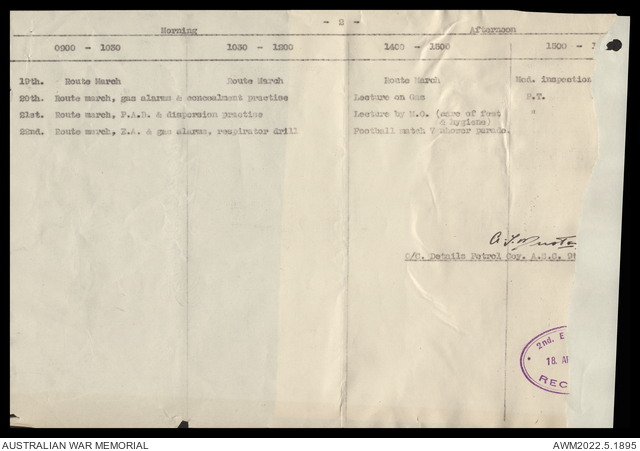 - 2 -
Morning Afternoon
0900 - 1030 1030 - 1200 1400 - 1500 1500 -
19th. Route March Route March Route March Med. inspection
20th. Route march, gas alarms & concealment practise Lecture on Gas P.T.
21st. Route march, P.A.D. & dispersion practise Lecture by M.O. (care of feet "
& hygiene)
22nd. Route march, E.A. & gas alarms, respirator drill Football match 7 shower parade.
O/C. Details Petrol Coy. A.S.C.
2nd. E
* 18. A
REC
AUSTRALIAN WAR MEMORIAL AWM2022.5.1895